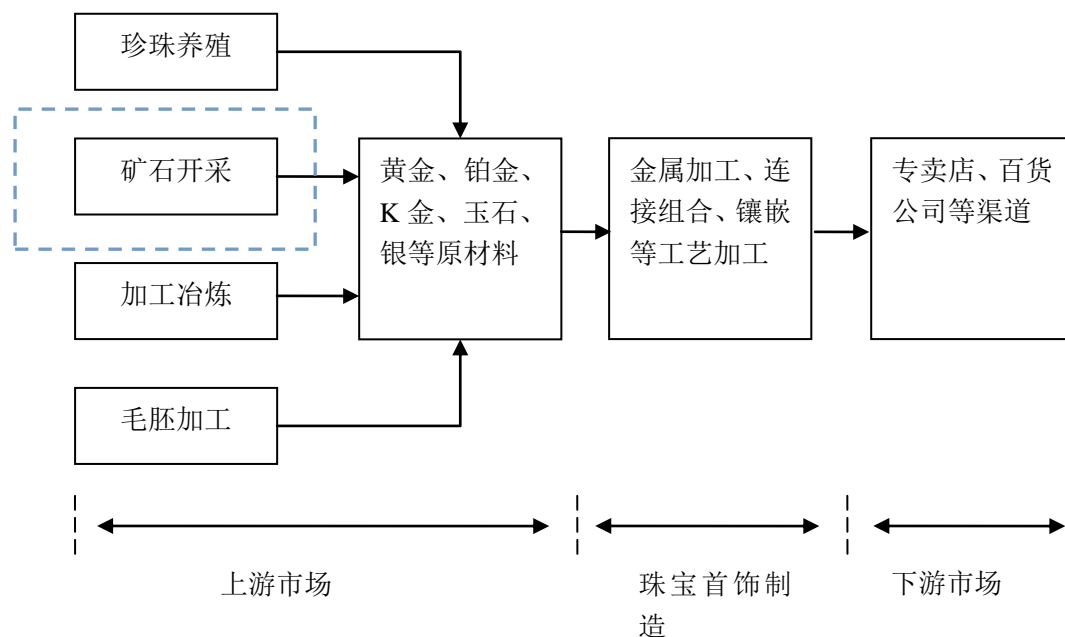 珍珠养殖
矿石开采
加工冶炼
毛胚加工
黄金、铂金、
K 金、玉石、
银等原材料
金属加工、连
接组合、镶嵌
等工艺加工
专卖店、百货
公司等渠道
上游市场
珠宝首饰制
造
下游市场